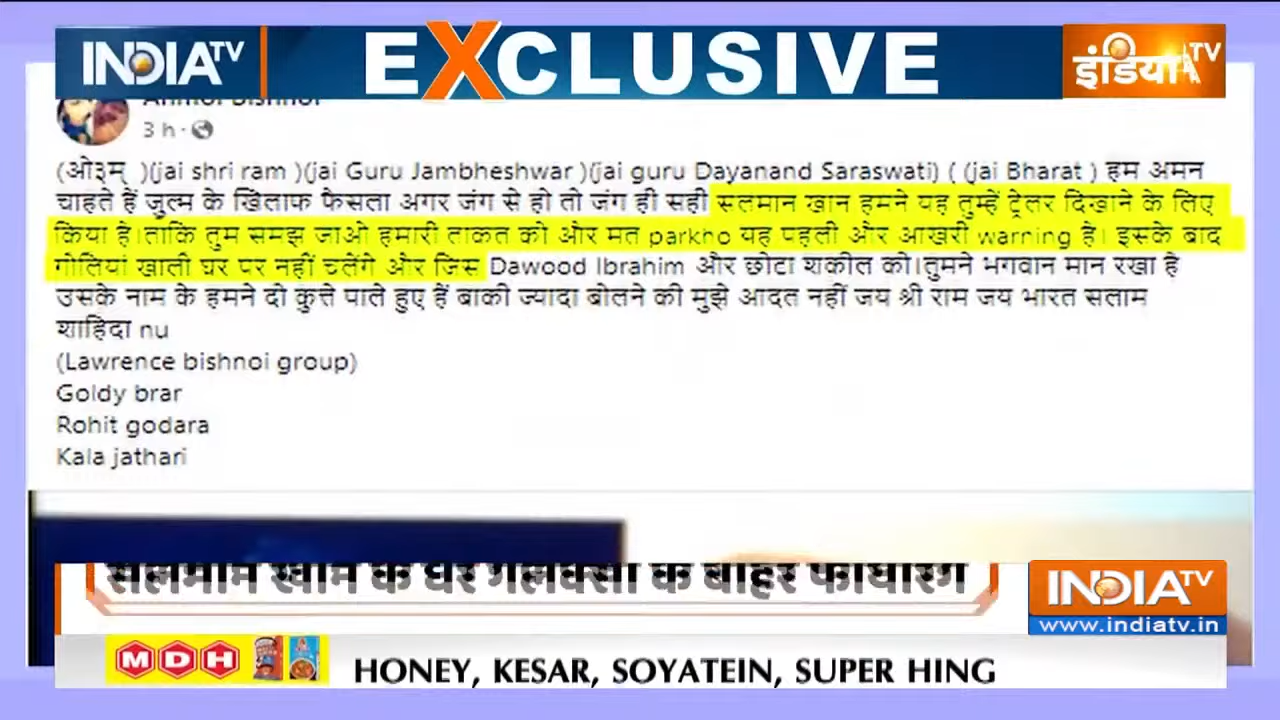 INDIA TV
EXCLUSIVE
इंडिया TV
Anmol Bishnoi
3 h ·
(ओ३म् )(jai shri ram )(jai Guru Jambheshwar )(jai guru Dayanand Saraswati) ( (jai Bharat ) हम अमन
चाहते हैं जुल्म के खिलाफ फैसला अगर जंग से हो तो जंग ही सही सलमान खान हमने यह तुम्हें ट्रेलर दिखाने के लिए
किया है।ताकि तुम समझ जाओ हमारी ताकत को और मत parkho यह पहली और आखरी warning है। इसके बाद
गोलियां खाली घर पर नहीं चलेंगे और जिस Dawood Ibrahim और छोटा शकील को।तुमने भगवान मान रखा है
उसके नाम के हमने दो कुत्ते पाले हुए हैं बाकी ज्यादा बोलने की मुझे आदत नहीं जय श्री राम जय भारत सलाम
शाहिदा nu
(Lawrence bishnoi group)
Goldy brar
Rohit godara
Kala jathari
सलमान खान के घर गैलेक्सी के बाहर फायरिंग
INDIA TV
www.indiatv.in
MDH
HONEY, KESAR, SOYATEIN, SUPER HING